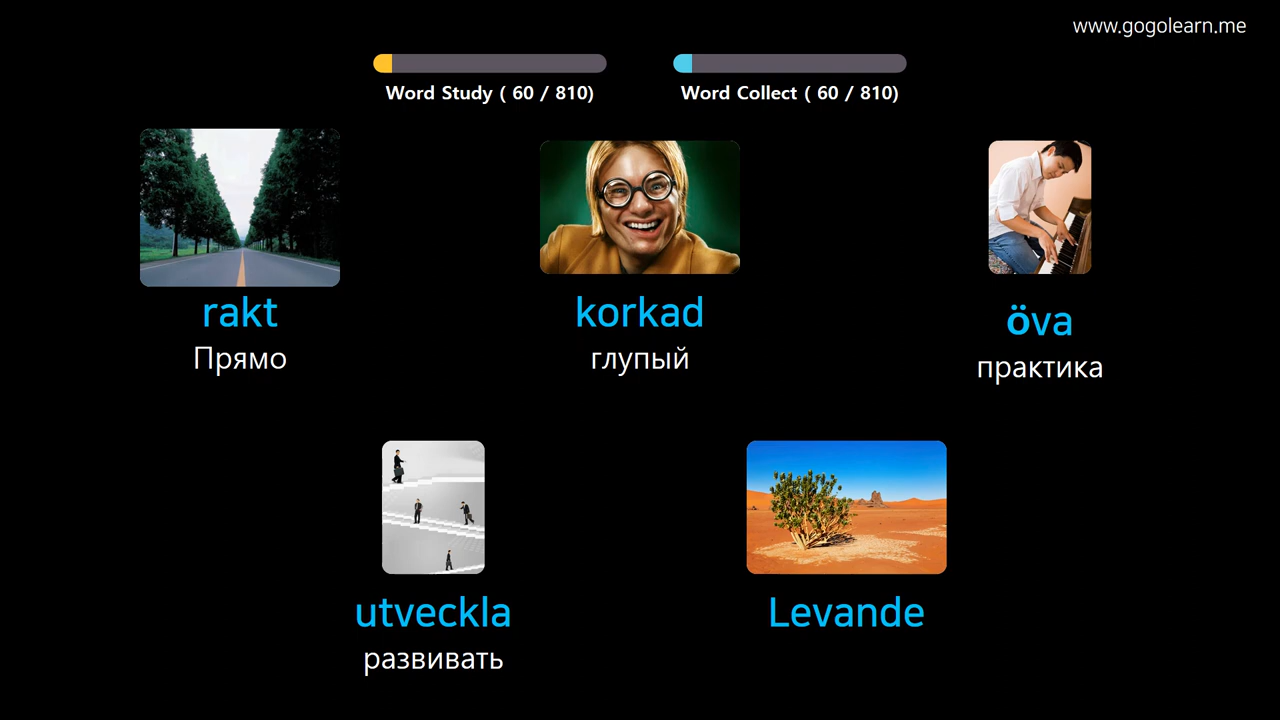 www.gogolearn.me
Word Study ( 60 / 810)
Word Collect ( 60 / 810)
rakt
Прямо
korkad
глупый
öva
практика
utveckla
развивать
Levande